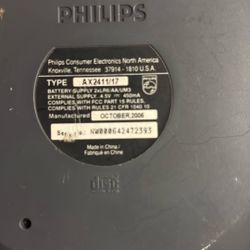 PHILIPS
Philips Consumer Electronics North America
Knoxville, Tennessee 37914 - 1810 U.S.A.
TYPE AX2411/17
BATTERY SUPPLY 2xLR6/AA/UM3
EXTERNAL SUPPLY 4.5V 450mA
COMPLIES WITH FCC PART 15 RULES.
COMPLIES WITH RULES 21 CFR 1040.10
Manufactured OCTOBER, 2006
Serial no. NW000642472393
Made in China /
Fabriqué en China
disc